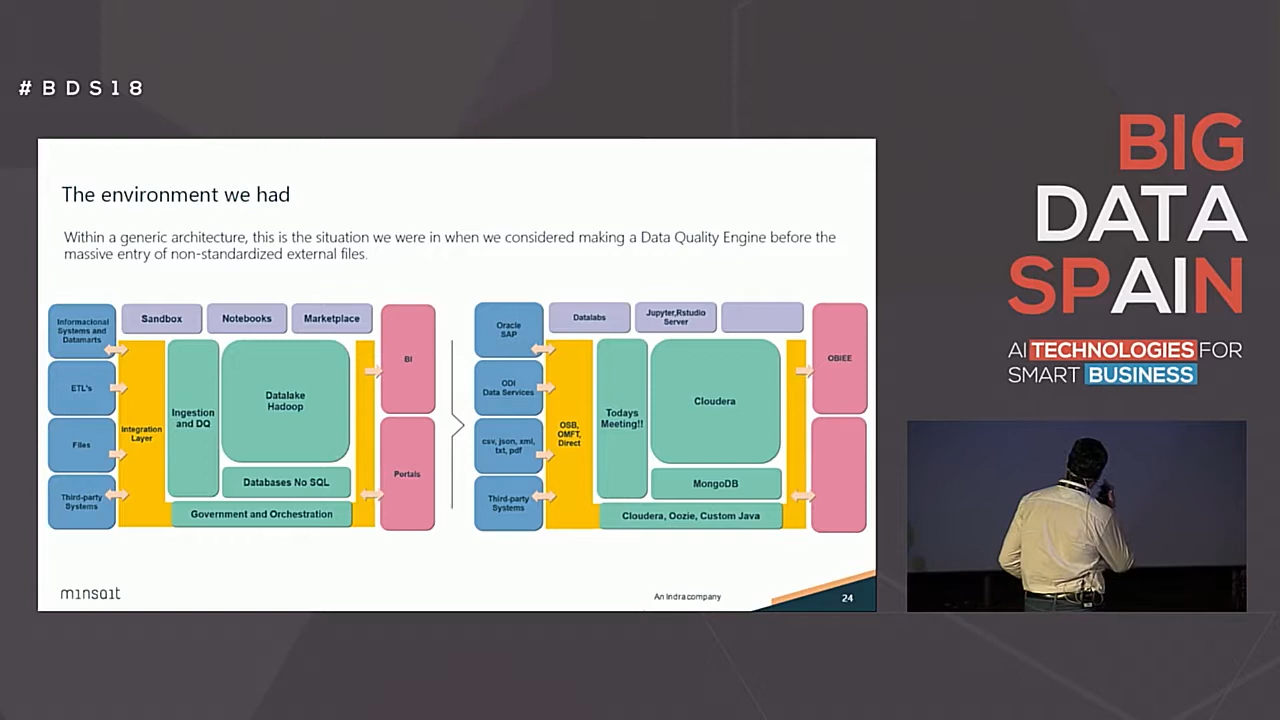 #BDS18
BIG
DATA
SPAIN
AI TECHNOLOGIES FOR
SMART BUSINESS
The environment we had
Within a generic architecture, this is the situation we were in when we considered making a Data Quality Engine before the
massive entry of non-standardized external files.
Informacional
Systems and
Datamarts
ETL's
Files
Third-party
Systems
Sandbox
Notebooks
Marketplace
Integration
Layer
Ingestion
and DQ
Datalake
Hadoop
Databases No SQL
Government and Orchestration
BI
Portals
Oracle
SAP
ODI
Data Services
csv, json, xml,
txt, pdf
Third-party
Systems
Datalabs
Jupyter,Rstudio
Server
OSB,
OMFT,
Direct
Todays
Meeting!!
Cloudera
MongoDB
Cloudera, Oozie, Custom Java
OBIEE
minsait
An Indra company
24